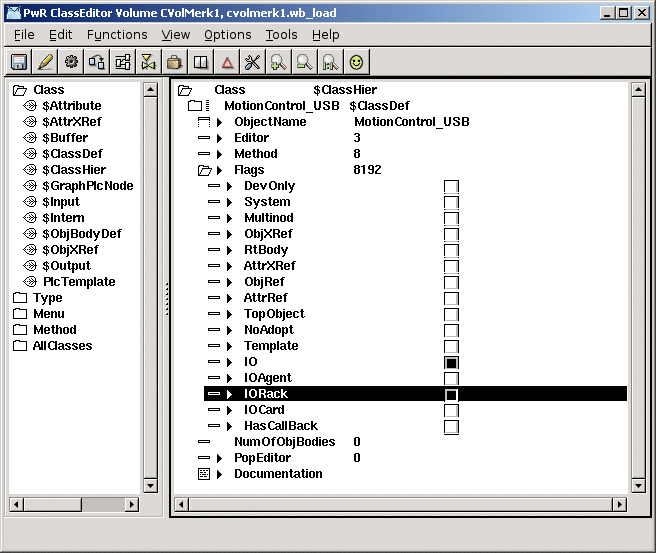 PwR ClassEditor Volume CVolMerk1, cvolmerk1.wb_load
File Edit Functions View Options Tools Help
Class
$Attribute
$AttrXRef
$Buffer
$ClassDef
$ClassHier
$GraphPlcNode
$Input
$Intern
$ObjBodyDef
$ObjXRef
$Output
PlcTemplate
Type
Menu
Method
AllClasses
Class $ClassHier
MotionControl_USB $ClassDef
ObjectName MotionControl_USB
Editor 3
Method 8
Flags 8192
DevOnly
System
Multinod
ObjXRef
RtBody
AttrXRef
ObjRef
AttrRef
TopObject
NoAdopt
Template
IO
IOAgent
IORack
IOCard
HasCallBack
NumOfObjBodies 0
PopEditor 0
Documentation